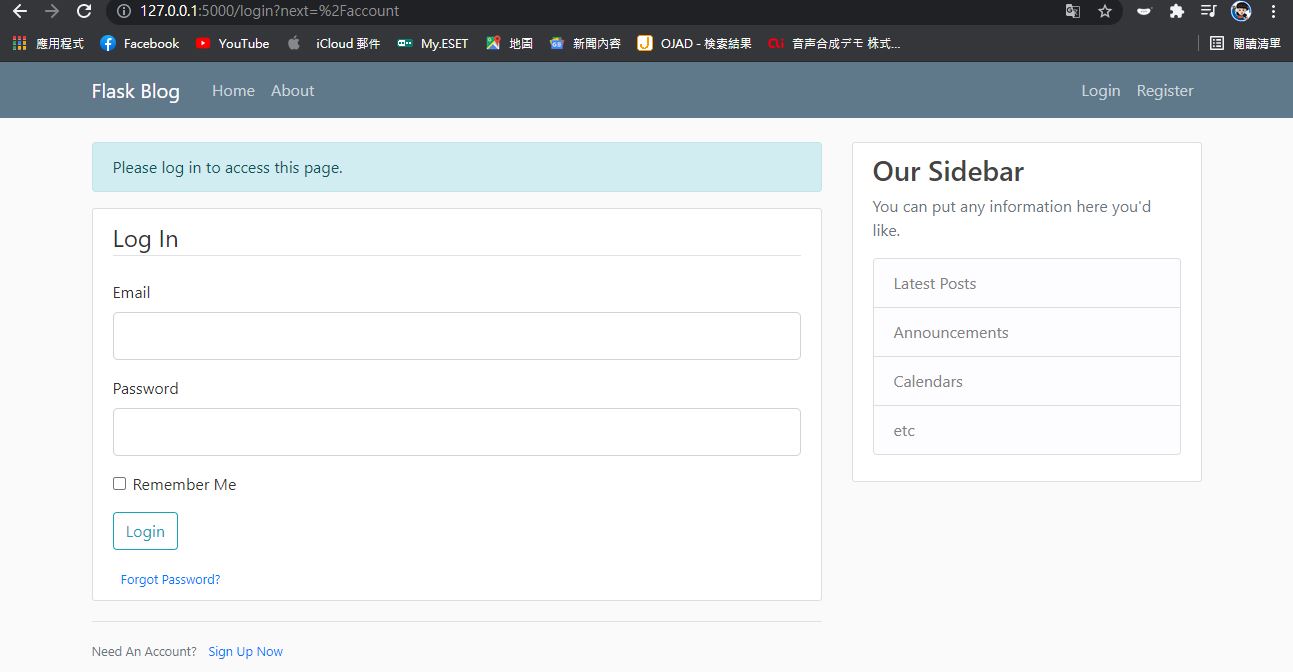 127.0.0.1:5000/login?next=%2Faccount
應用程式 Facebook YouTube iCloud 郵件 My.ESET 地圖 新聞內容 OJAD - 検索結果 音声合成デモ 株式... 閱讀清單
Flask Blog Home About Login Register
Please log in to access this page.
Log In
Email
Password
Remember Me
Login
Forgot Password?
Need An Account? Sign Up Now
Our Sidebar
You can put any information here you'd
like.
Latest Posts
Announcements
Calendars
etc